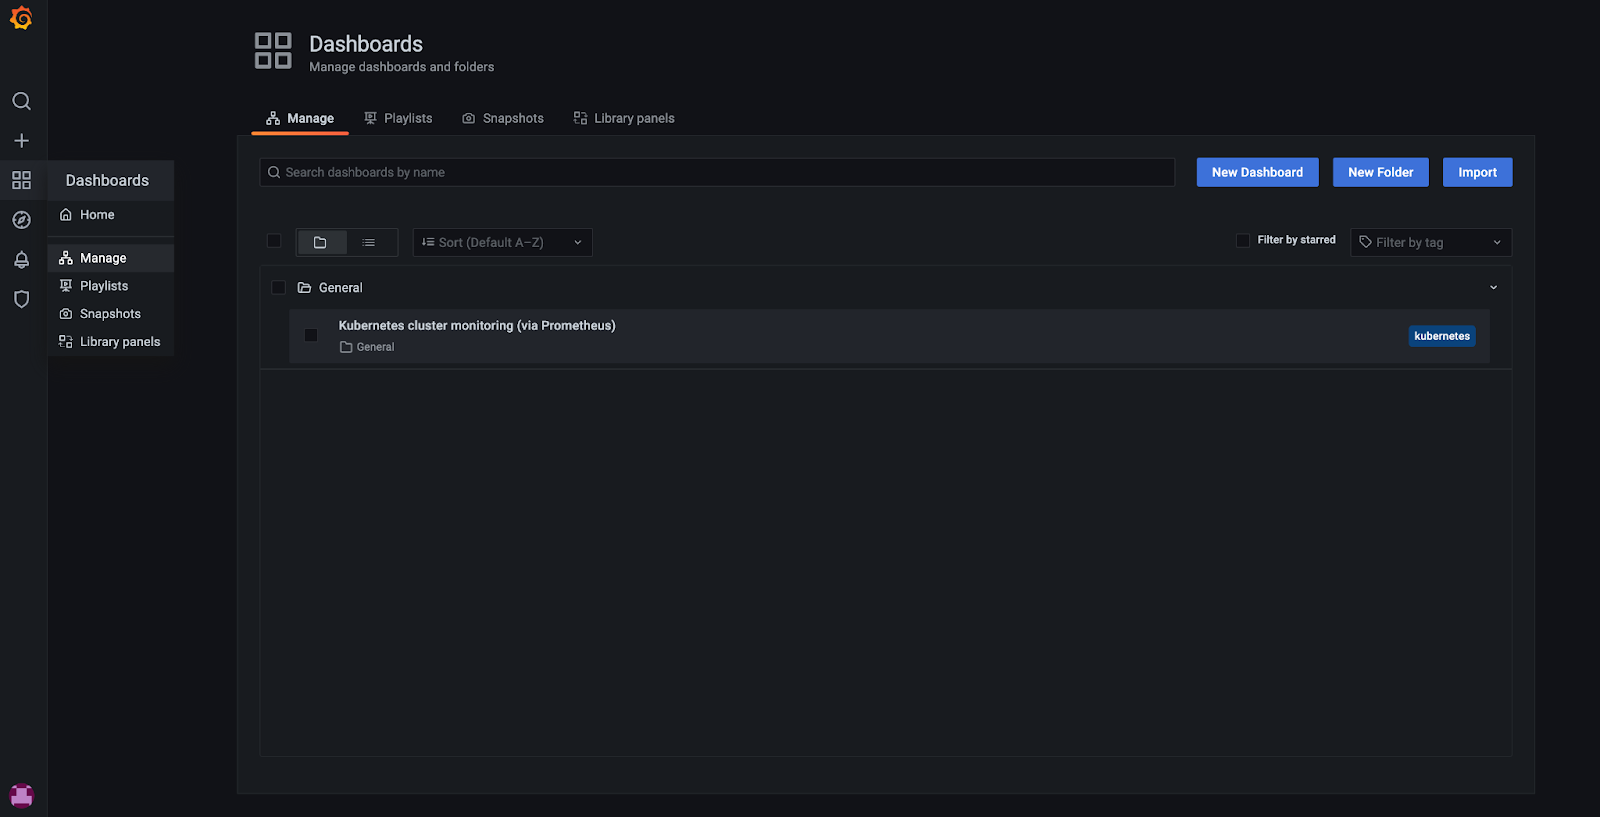 Dashboards
Manage dashboards and folders
Manage
Playlists
Snapshots
Library panels
Dashboards
Home
Manage
Playlists
Snapshots
Library panels
Search dashboards by name
New Dashboard
New Folder
Import
Sort (Default A–Z)
Filter by starred
Filter by tag
General
Kubernetes cluster monitoring (via Prometheus)
General
kubernetes